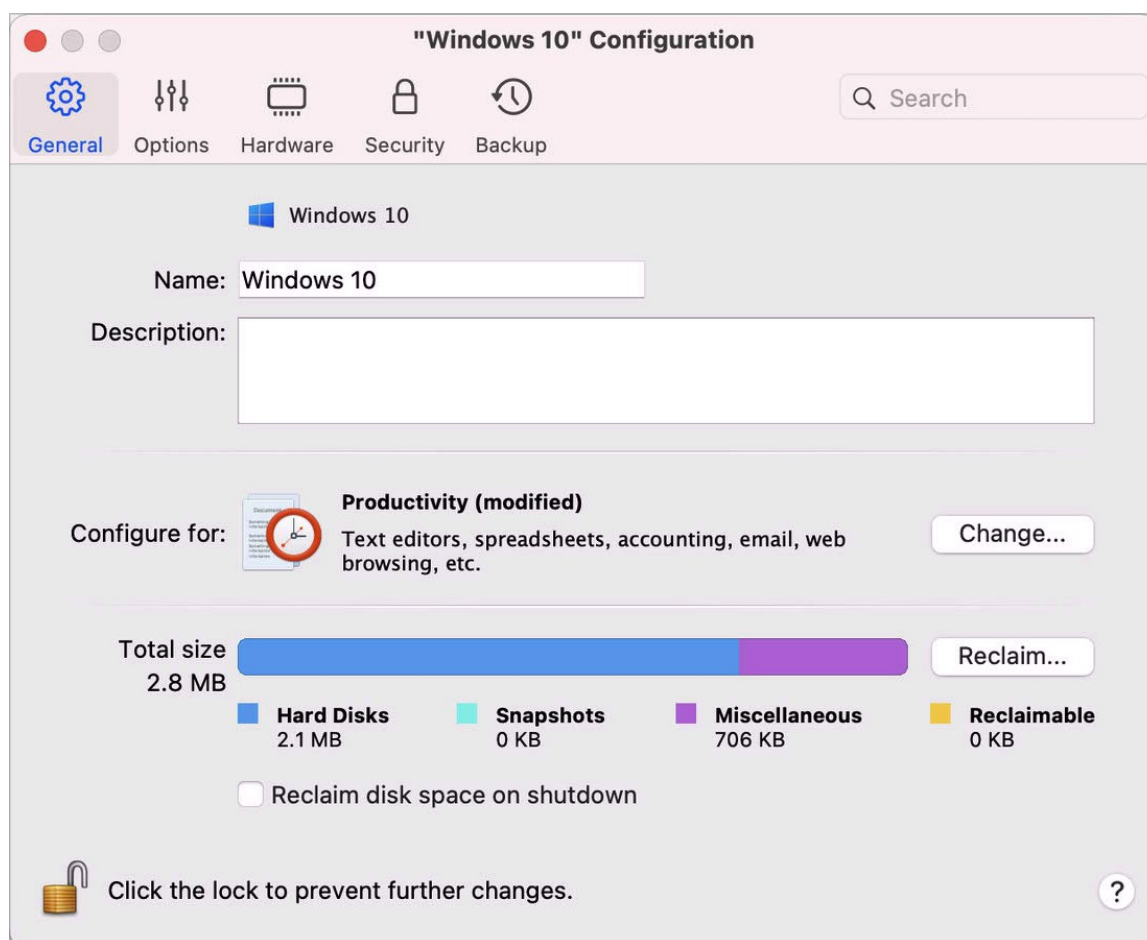 "Windows 10" Configuration
General
Options
Hardware
Security
Backup
Search
Windows 10
Name:
Windows 10
Description:
Configure for:
Productivity (modified)
Text editors, spreadsheets, accounting, email, web
browsing, etc.
Change...
Total size
2.8 MB
Reclaim...
Hard Disks
2.1 MB
Snapshots
0 KB
Miscellaneous
706 KB
Reclaimable
0 KB
Reclaim disk space on shutdown
Click the lock to prevent further changes.
?